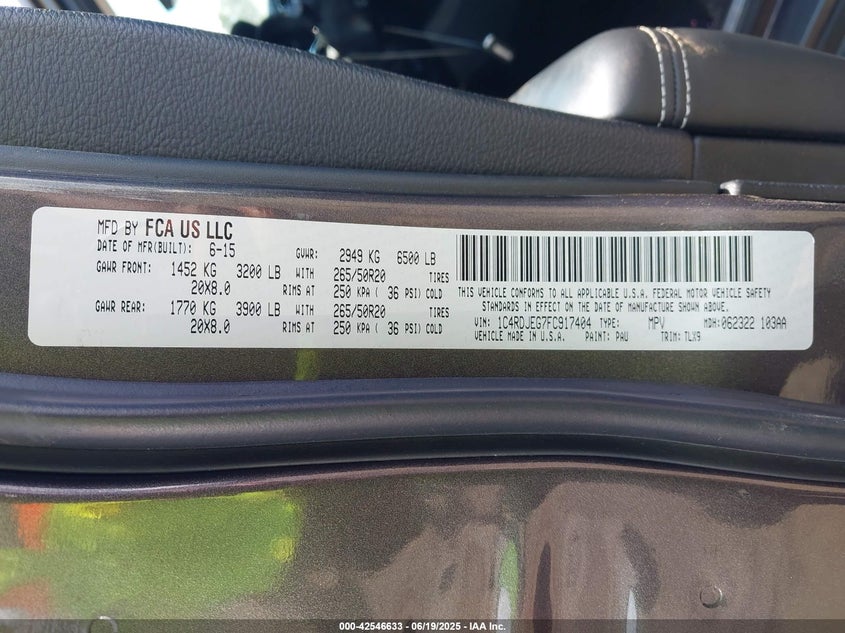 MFD BY FCA US LLC
DATE OF MFR(BUILT): 6-15 GVWR: 2949 KG 6500 LB
GAWR FRONT: 1452 KG 3200 LB WITH 265/50R20 TIRES
20X8.0 RIMS AT 250 KPA ( 36 PSI) COLD
GAWR REAR: 1770 KG 3900 LB WITH 265/50R20 TIRES
20X8.0 RIMS AT 250 KPA ( 36 PSI) COLD
THIS VEHICLE CONFORMS TO ALL APPLICABLE U.S.A. FEDERAL MOTOR VEHICLE SAFETY
STANDARDS IN EFFECT ON THE DATE OF MANUFACTURE SHOWN ABOVE.
VIN: 1C4RDJEG7FC917404 MPV MDH: 062322 103AA
VEHICLE MADE IN U.S.A. PAINT: PAU TRIM: TLX9
000-42546633 / 06/19/2025 - IAA Inc.